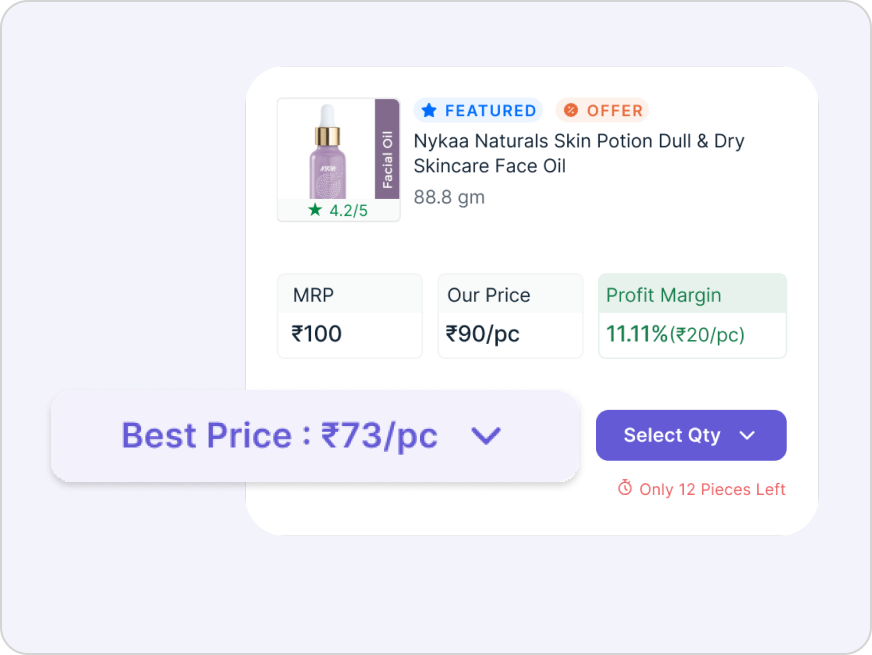 FEATURED
OFFER
Nykaa Naturals Skin Potion Dull & Dry
Skincare Face Oil
88.8 gm
Facial Oil
4.2/5
MRP
₹100
Our Price
₹90/pc
Profit Margin
11.11%(₹20/pc)
Best Price : ₹73/pc
Select Qty
Only 12 Pieces Left